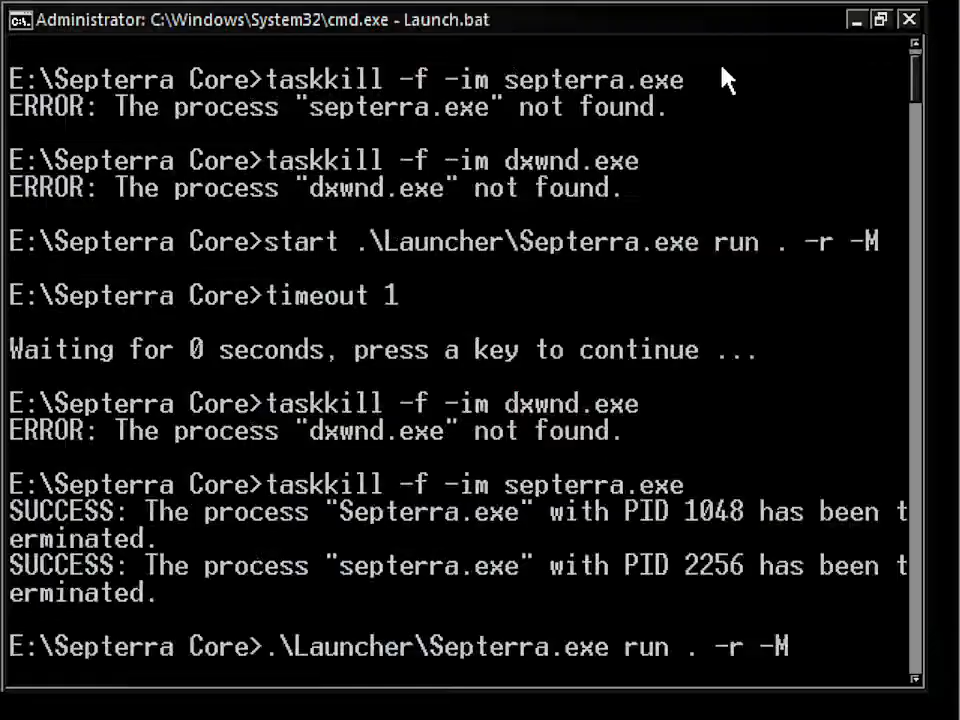 Administrator: C:\Windows\System32\cmd.exe - Launch.bat
E:\Septerra Core>taskkill -f -im septerra.exe
ERROR: The process "septerra.exe" not found.
E:\Septerra Core>taskkill -f -im dxwnd.exe
ERROR: The process "dxwnd.exe" not found.
E:\Septerra Core>start .\Launcher\Septerra.exe run . -r -M
E:\Septerra Core>timeout 1
Waiting for 0 seconds, press a key to continue ...
E:\Septerra Core>taskkill -f -im dxwnd.exe
ERROR: The process "dxwnd.exe" not found.
E:\Septerra Core>taskkill -f -im septerra.exe
SUCCESS: The process "Septerra.exe" with PID 1048 has been t
erminated.
SUCCESS: The process "septerra.exe" with PID 2256 has been t
erminated.
E:\Septerra Core>.\Launcher\Septerra.exe run . -r -M